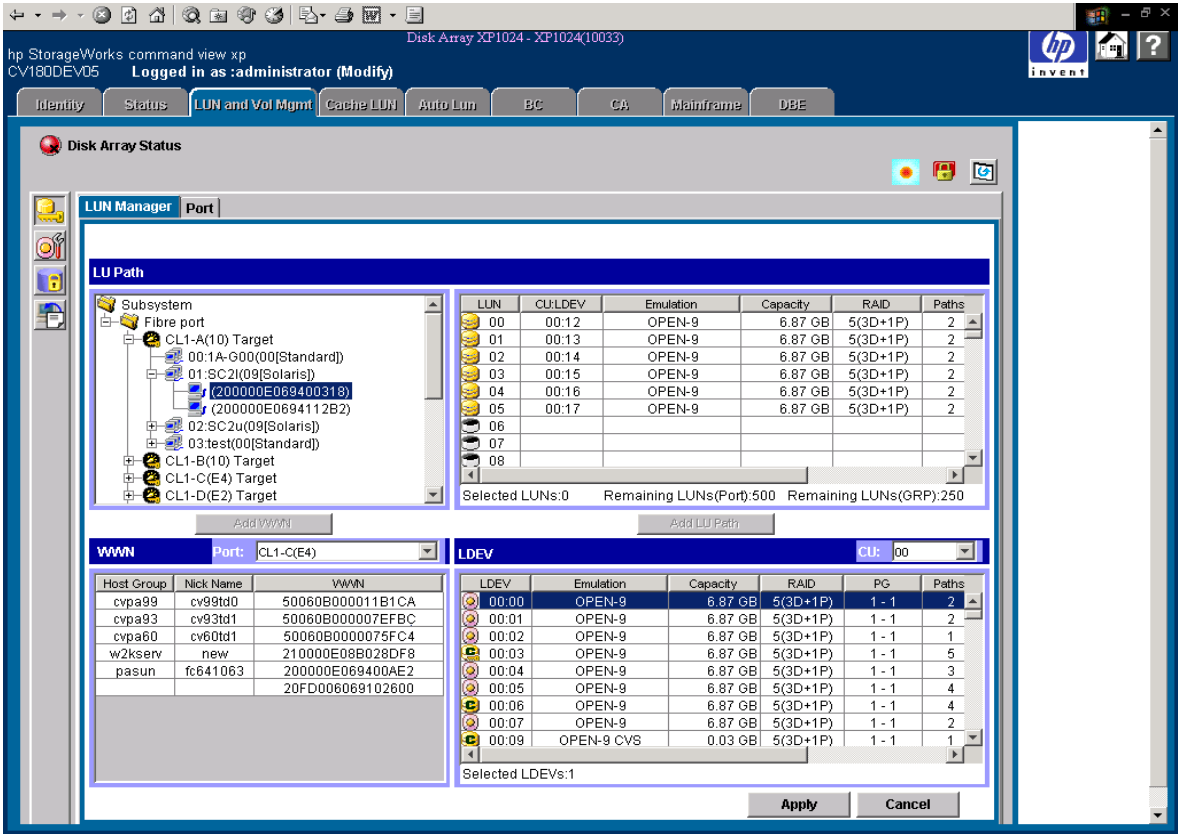 Disk Array XP1024 - XP1024(10033)
hp StorageWorks command view xp
CV180DEV05 Logged in as :administrator (Modify)
hp
invent
?
Identity Status LUN and Vol Mgmt Cache LUN Auto Lun BC CA Mainframe DBE
Disk Array Status
LUN Manager Port
LU Path
Subsystem
Fibre port
CL1-A(10) Target
00:1A-G00(00[Standard])
01:SC2I(09[Solaris])
(200000E069400318)
(200000E0694112B2)
02:SC2u(09[Solaris])
03:test(00[Standard])
CL1-B(10) Target
CL1-C(E4) Target
CL1-D(E2) Target
LUN CU:LDEV Emulation Capacity RAID Paths
00 00:12 OPEN-9 6.87 GB 5(3D+1P) 2
01 00:13 OPEN-9 6.87 GB 5(3D+1P) 2
02 00:14 OPEN-9 6.87 GB 5(3D+1P) 2
03 00:15 OPEN-9 6.87 GB 5(3D+1P) 2
04 00:16 OPEN-9 6.87 GB 5(3D+1P) 2
05 00:17 OPEN-9 6.87 GB 5(3D+1P) 2
06
07
08
Selected LUNs:0 Remaining LUNs(Port):500 Remaining LUNs(GRP):250
Add WWN
Add LU Path
WWN Port: CL1-C(E4)
Host Group Nick Name WWN
cvpa99 cv99td0 50060B000011B1CA
cvpa93 cv93td1 50060B000007EFBC
cvpa60 cv60td1 50060B0000075FC4
w2kserv new 210000E08B028DF8
pasun fc641063 200000E069400AE2
20FD006069102600
LDEV CU: 00
LDEV Emulation Capacity RAID PG Paths
00:00 OPEN-9 6.87 GB 5(3D+1P) 1 - 1 2
00:01 OPEN-9 6.87 GB 5(3D+1P) 1 - 1 2
00:02 OPEN-9 6.87 GB 5(3D+1P) 1 - 1 1
00:03 OPEN-9 6.87 GB 5(3D+1P) 1 - 1 5
00:04 OPEN-9 6.87 GB 5(3D+1P) 1 - 1 3
00:05 OPEN-9 6.87 GB 5(3D+1P) 1 - 1 4
00:06 OPEN-9 6.87 GB 5(3D+1P) 1 - 1 4
00:07 OPEN-9 6.87 GB 5(3D+1P) 1 - 1 2
00:09 OPEN-9 CVS 0.03 GB 5(3D+1P) 1 - 1 1
Selected LDEVs:1
Apply Cancel